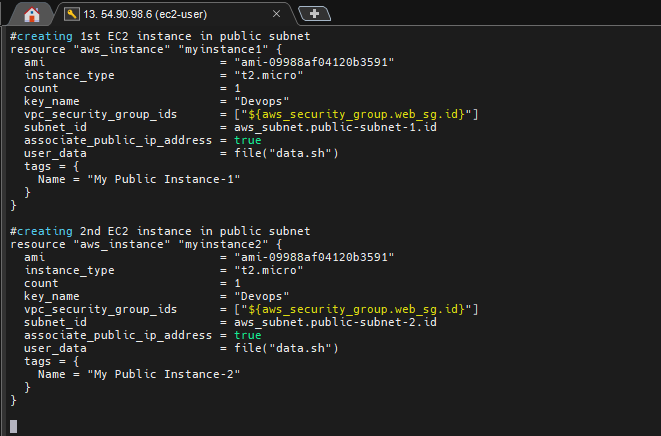 13. 54.90.98.6 (ec2-user)
#creating 1st EC2 instance in public subnet
resource "aws_instance" "myinstance1" {
  ami                         = "ami-09988af04120b3591"
  instance_type               = "t2.micro"
  count                       = 1
  key_name                    = "Devops"
  vpc_security_group_ids      = ["${aws_security_group.web_sg.id}"]
  subnet_id                   = aws_subnet.public-subnet-1.id
  associate_public_ip_address = true
  user_data                   = file("data.sh")
  tags = {
    Name = "My Public Instance-1"
  }
}

#creating 2nd EC2 instance in public subnet
resource "aws_instance" "myinstance2" {
  ami                         = "ami-09988af04120b3591"
  instance_type               = "t2.micro"
  count                       = 1
  key_name                    = "Devops"
  vpc_security_group_ids      = ["${aws_security_group.web_sg.id}"]
  subnet_id                   = aws_subnet.public-subnet-2.id
  associate_public_ip_address = true
  user_data                   = file("data.sh")
  tags = {
    Name = "My Public Instance-2"
  }
}